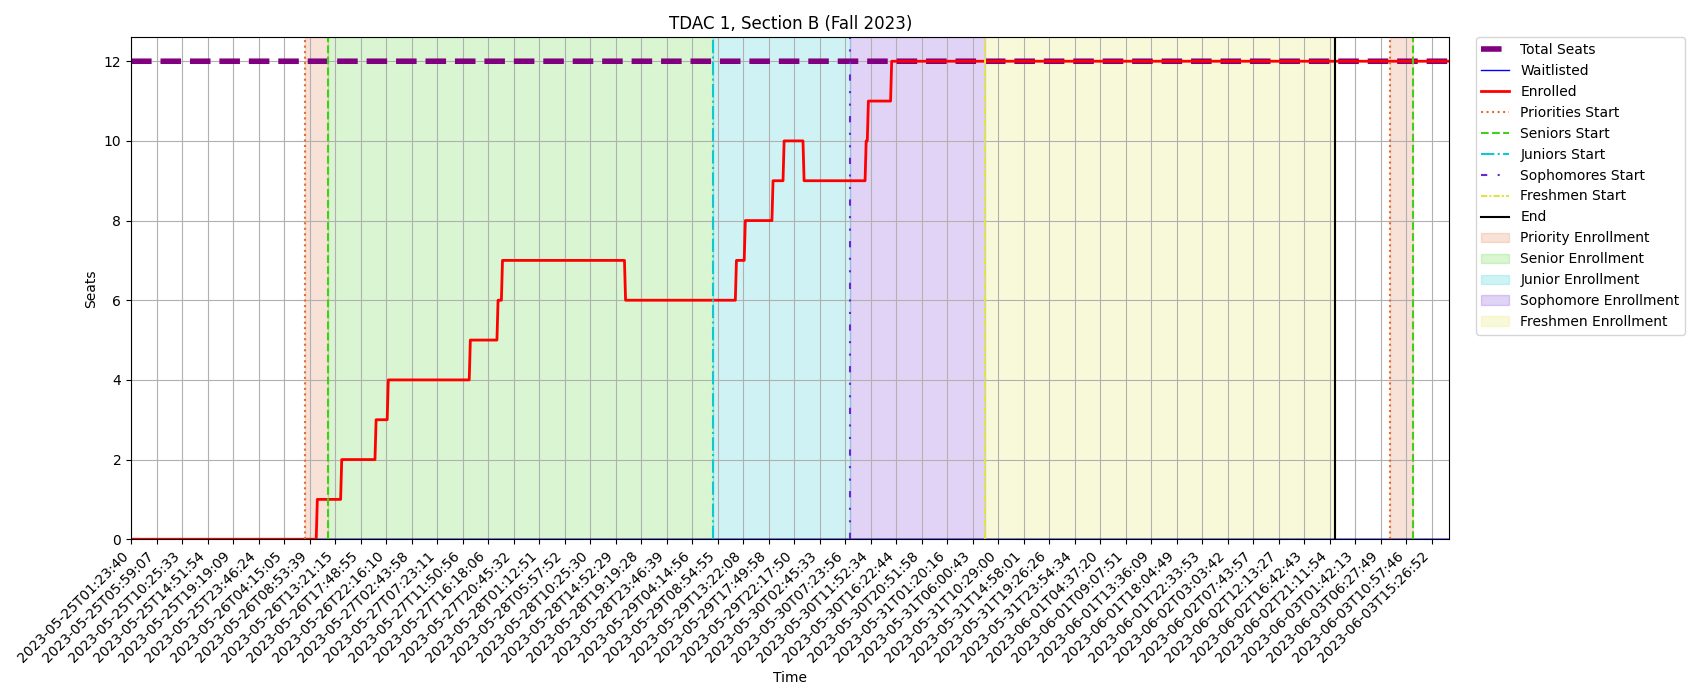 TDAC 1, Section B (Fall 2023)
Seats
12
10
8
6
4
2
0
2023-05-25T01:23:40
2023-05-25T05:59:07
2023-05-25T10:25:33
2023-05-25T14:51:54
2023-05-25T19:19:09
2023-05-25T23:46:24
2023-05-26T04:15:05
2023-05-26T08:53:39
2023-05-26T13:21:15
2023-05-26T17:48:55
2023-05-26T22:16:10
2023-05-27T02:43:58
2023-05-27T07:23:11
2023-05-27T11:50:56
2023-05-27T16:18:06
2023-05-27T20:45:32
2023-05-28T01:12:51
2023-05-28T05:57:52
2023-05-28T10:25:30
2023-05-28T14:52:29
2023-05-28T19:19:28
2023-05-28T23:46:39
2023-05-29T04:14:56
2023-05-29T08:54:55
2023-05-29T13:22:08
2023-05-29T17:49:58
2023-05-29T22:17:50
2023-05-30T02:45:33
2023-05-30T07:23:56
2023-05-30T11:52:34
2023-05-30T16:22:44
2023-05-30T20:51:58
2023-05-31T01:20:16
2023-05-31T06:00:43
2023-05-31T10:29:00
2023-05-31T14:58:01
2023-05-31T19:26:26
2023-05-31T23:54:34
2023-06-01T04:37:20
2023-06-01T09:07:51
2023-06-01T13:36:09
2023-06-01T18:04:49
2023-06-01T22:33:53
2023-06-02T03:03:42
2023-06-02T07:43:57
2023-06-02T12:13:27
2023-06-02T16:42:43
2023-06-02T21:11:54
2023-06-03T01:42:13
2023-06-03T06:27:49
2023-06-03T10:57:46
2023-06-03T15:26:52
Time
Total Seats
Waitlisted
Enrolled
Priorities Start
Seniors Start
Juniors Start
Sophomores Start
Freshmen Start
End
Priority Enrollment
Senior Enrollment
Junior Enrollment
Sophomore Enrollment
Freshmen Enrollment